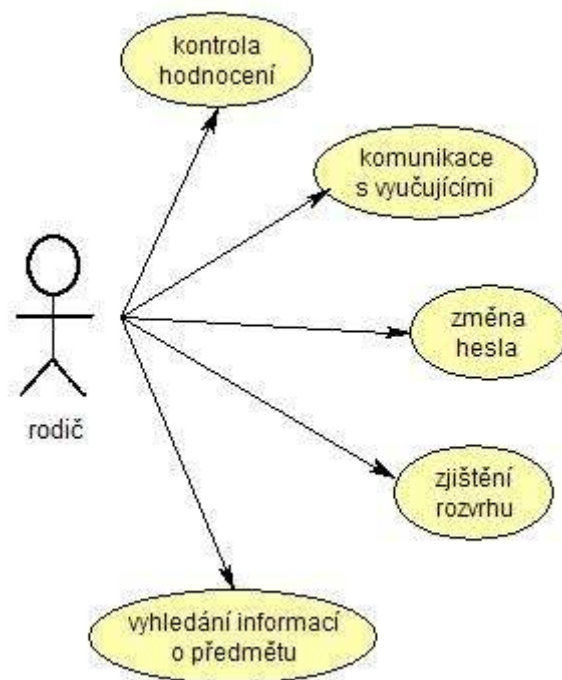 kontrola
hodnocení
komunikace
s vyučujícími
změna
hesla
rodič
zjištění
rozvrhu
vyhledání informací
o předmětu